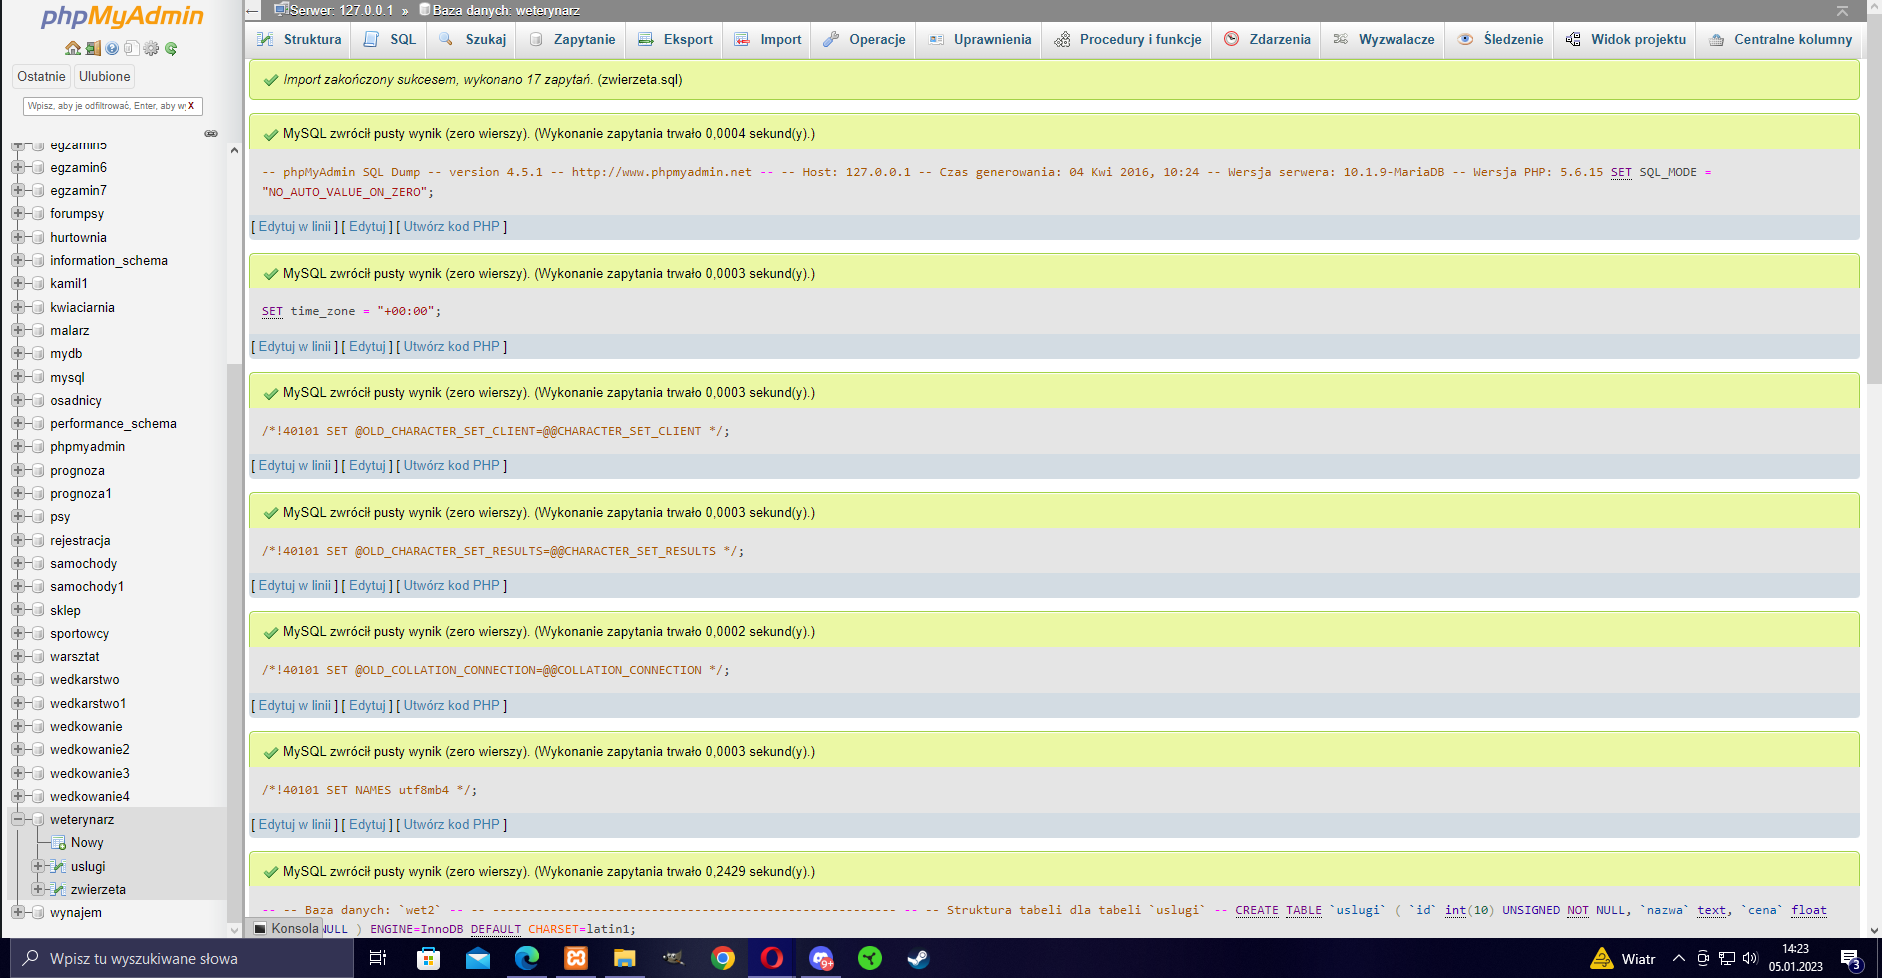 phpMyAdmin
Ostatnie Ulubione
Wpisz, aby je odfiltrować, Enter, aby wy X
egzamin5
egzamin6
egzamin7
forumpsy
hurtownia
information_schema
kamil1
kwiaciarnia
malarz
mydb
mysql
osadnicy
performance_schema
phpmyadmin
prognoza
prognoza1
psy
rejestracja
samochody
samochody1
sklep
sportowcy
warsztat
wedkarstwo
wedkarstwo1
wedkowanie
wedkowanie2
wedkowanie3
wedkowanie4
weterynarz
Nowy
uslugi
zwierzeta
wynajem
Serwer: 127.0.0.1 » Baza danych: weterynarz
Struktura SQL Szukaj Zapytanie Eksport Import Operacje Uprawnienia Procedury i funkcje Zdarzenia Wyzwalacze Śledzenie Widok projektu Centralne kolumny
Import zakończony sukcesem, wykonano 17 zapytań. (zwierzeta.sql)
MySQL zwrócił pusty wynik (zero wierszy). (Wykonanie zapytania trwało 0,0004 sekund(y).)
-- phpMyAdmin SQL Dump -- version 4.5.1 -- http://www.phpmyadmin.net -- -- Host: 127.0.0.1 -- Czas generowania: 04 Kwi 2016, 10:24 -- Wersja serwera: 10.1.9-MariaDB -- Wersja PHP: 5.6.15 SET SQL_MODE =
"NO_AUTO_VALUE_ON_ZERO";
[ Edytuj w linii ] [ Edytuj ] [ Utwórz kod PHP ]
MySQL zwrócił pusty wynik (zero wierszy). (Wykonanie zapytania trwało 0,0003 sekund(y).)
SET time_zone = "+00:00";
[ Edytuj w linii ] [ Edytuj ] [ Utwórz kod PHP ]
MySQL zwrócił pusty wynik (zero wierszy). (Wykonanie zapytania trwało 0,0003 sekund(y).)
/*!40101 SET @OLD_CHARACTER_SET_CLIENT=@@CHARACTER_SET_CLIENT */;
[ Edytuj w linii ] [ Edytuj ] [ Utwórz kod PHP ]
MySQL zwrócił pusty wynik (zero wierszy). (Wykonanie zapytania trwało 0,0003 sekund(y).)
/*!40101 SET @OLD_CHARACTER_SET_RESULTS=@@CHARACTER_SET_RESULTS */;
[ Edytuj w linii ] [ Edytuj ] [ Utwórz kod PHP ]
MySQL zwrócił pusty wynik (zero wierszy). (Wykonanie zapytania trwało 0,0002 sekund(y).)
/*!40101 SET @OLD_COLLATION_CONNECTION=@@COLLATION_CONNECTION */;
[ Edytuj w linii ] [ Edytuj ] [ Utwórz kod PHP ]
MySQL zwrócił pusty wynik (zero wierszy). (Wykonanie zapytania trwało 0,0003 sekund(y).)
/*!40101 SET NAMES utf8mb4 */;
[ Edytuj w linii ] [ Edytuj ] [ Utwórz kod PHP ]
MySQL zwrócił pusty wynik (zero wierszy). (Wykonanie zapytania trwało 0,2429 sekund(y).)
-- -- Baza danych: `wet2` -- -- -------------------------------------------------------- -- -- Struktura tabeli dla tabeli `uslugi` -- CREATE TABLE `uslugi` ( `id` int(10) UNSIGNED NOT NULL, `nazwa` text, `cena` float
Konsola NULL ) ENGINE=InnoDB DEFAULT CHARSET=latin1;
Wpisz tu wyszukiwane słowa
9+
Wiatr
14:23
05.01.2023
3